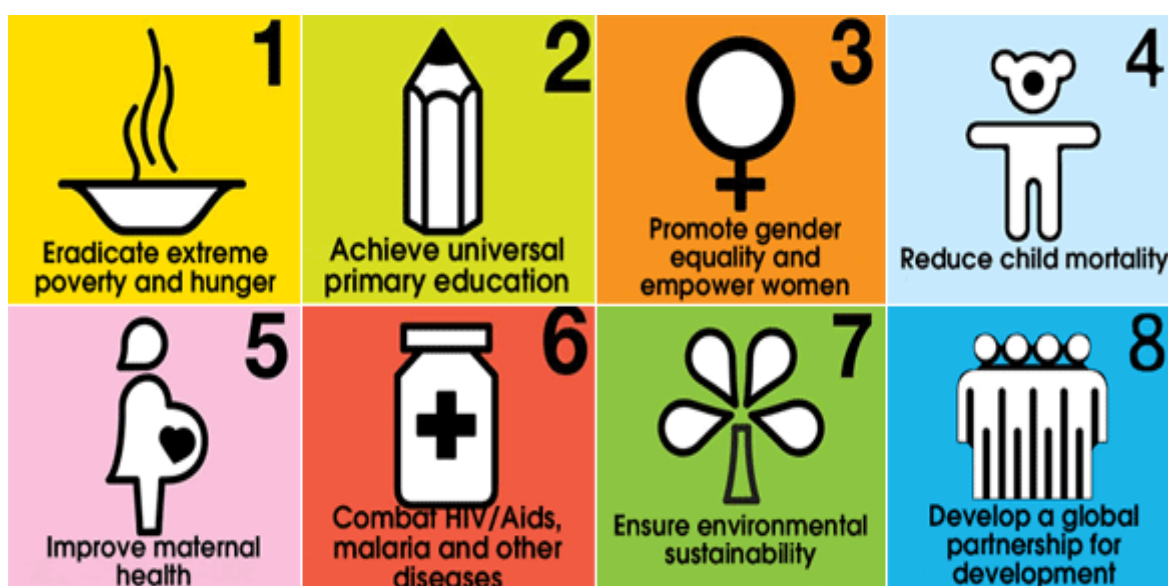 1
Eradicate extreme
poverty and hunger
2
Achieve universal
primary education
3
Promote gender
equality and
empower women
4
Reduce child mortality
5
Improve maternal
health
6
Combat HIV/Aids,
malaria and other
diseases
7
Ensure environmental
sustainability
8
Develop a global
partnership for
development